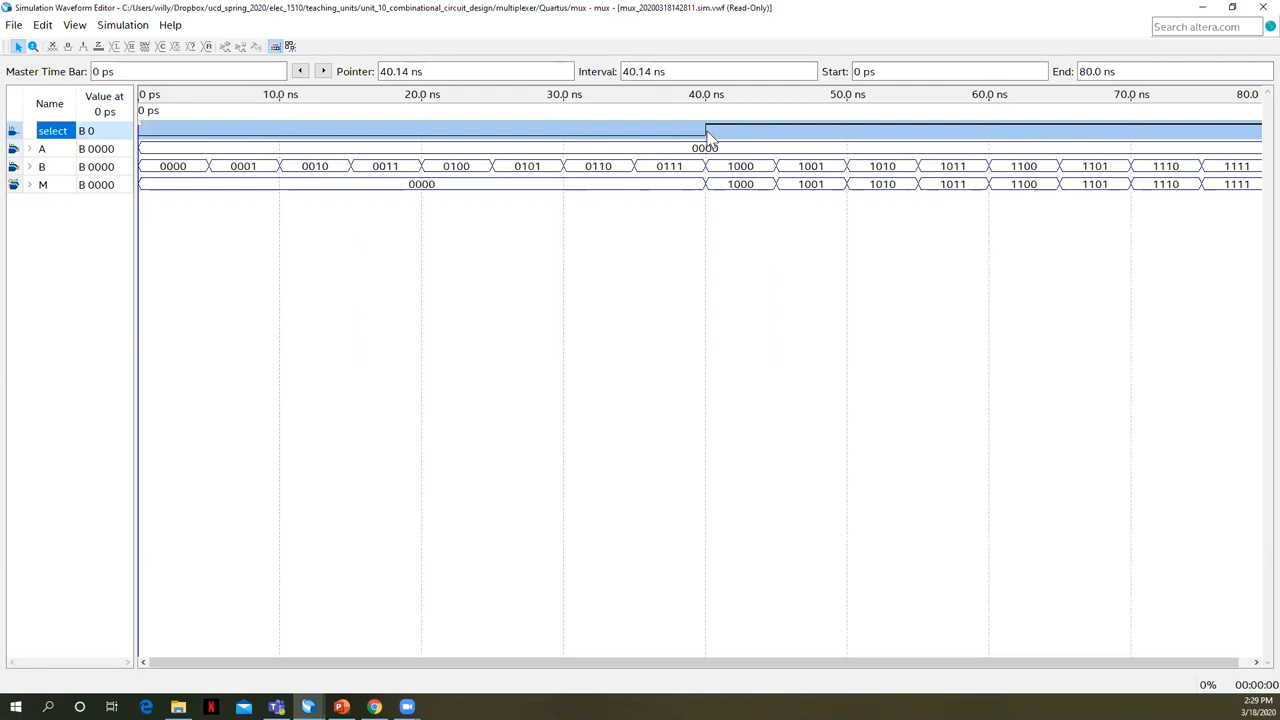 Simulation Waveform Editor - C:/Users/willy/Dropbox/ucd_spring_2020/elec_1510/teaching_units/unit_10_combinational_circuit_design/multiplexer/Quartus/mux - mux - [mux_20200318142811.sim.vwf (Read-Only)]
File Edit View Simulation Help
Search altera.com
Master Time Bar: 0 ps Pointer: 40.14 ns Interval: 40.14 ns Start: 0 ps End: 80.0 ns
Name Value at 0 ps
0 ps 10.0 ns 20.0 ns 30.0 ns 40.0 ns 50.0 ns 60.0 ns 70.0 ns 80.0
0 ps
select B 0
A B 0000 0000
B B 0000 0000 0001 0010 0011 0100 0101 0110 0111 1000 1001 1010 1011 1100 1101 1110 1111
M B 0000 0000 1000 1001 1010 1011 1100 1101 1110 1111
0% 00:00:00
2:29 PM
3/18/2020